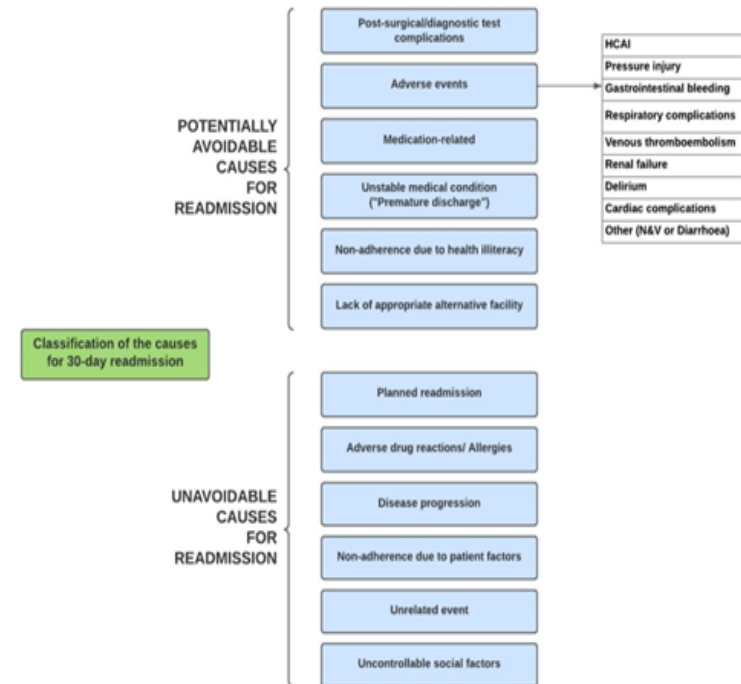 Post-surgical/diagnostic test
complications
Adverse events
HCAI
Pressure injury
Gastrointestinal bleeding
Respiratory complications
Venous thromboembolism
Renal failure
Delirium
Cardiac complications
Other (N&V or Diarrhoea)
POTENTIALLY
AVOIDABLE
CAUSES
FOR
READMISSION
Medication-related
Unstable medical condition
("Premature discharge")
Non-adherence due to health illiteracy
Lack of appropriate alternative facility
Classification of the causes
for 30-day readmission
UNAVOIDABLE
CAUSES
FOR
READMISSION
Planned readmission
Adverse drug reactions/ Allergies
Disease progression
Non-adherence due to patient factors
Unrelated event
Uncontrollable social factors